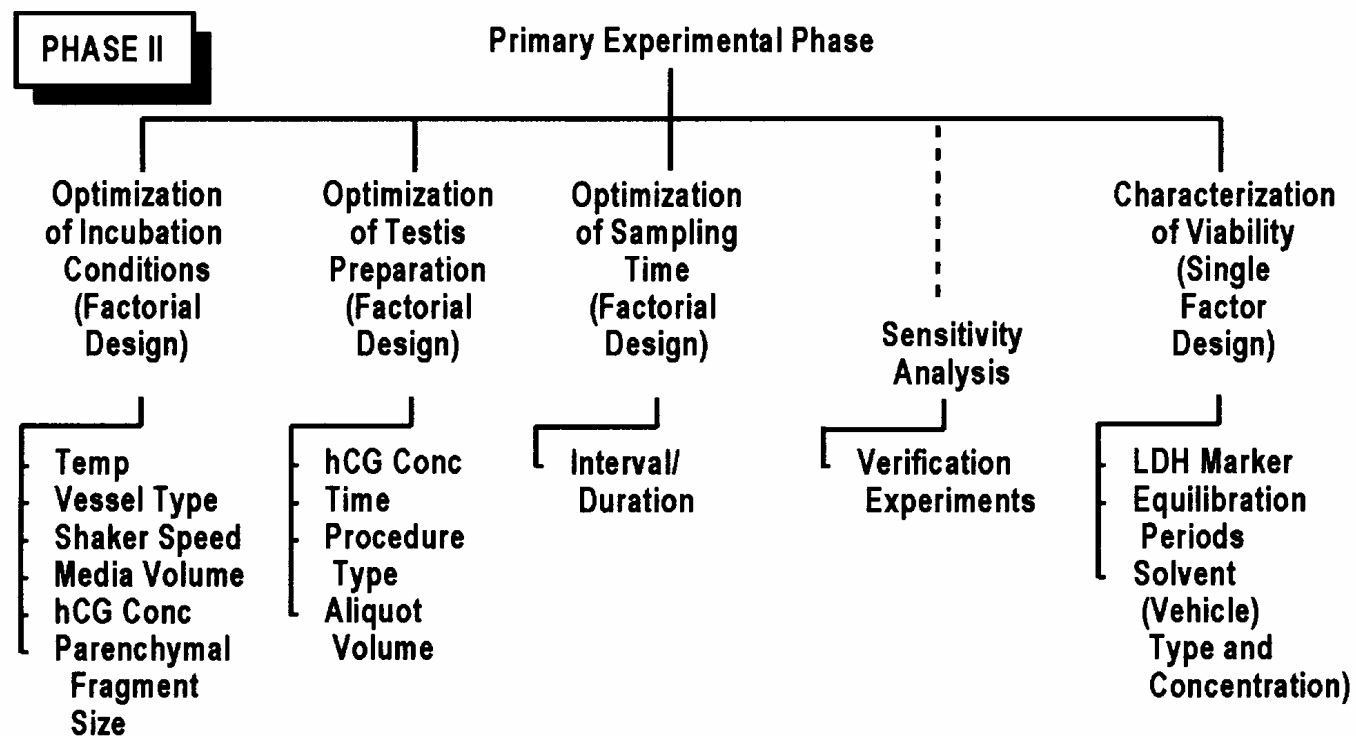 PHASE II
Primary Experimental Phase
Optimization
of Incubation
Conditions
(Factorial
Design)
Temp
Vessel Type
Shaker Speed
Media Volume
hCG Conc
Parenchymal
Fragment
Size
Optimization
of Testis
Preparation
(Factorial
Design)
hCG Conc
Time
Procedure
Type
Aliquot
Volume
Optimization
of Sampling
Time
(Factorial
Design)
Interval/
Duration
Sensitivity
Analysis
Verification
Experiments
Characterization
of Viability
(Single
Factor
Design)
LDH Marker
Equilibration
Periods
Solvent
(Vehicle)
Type and
Concentration)